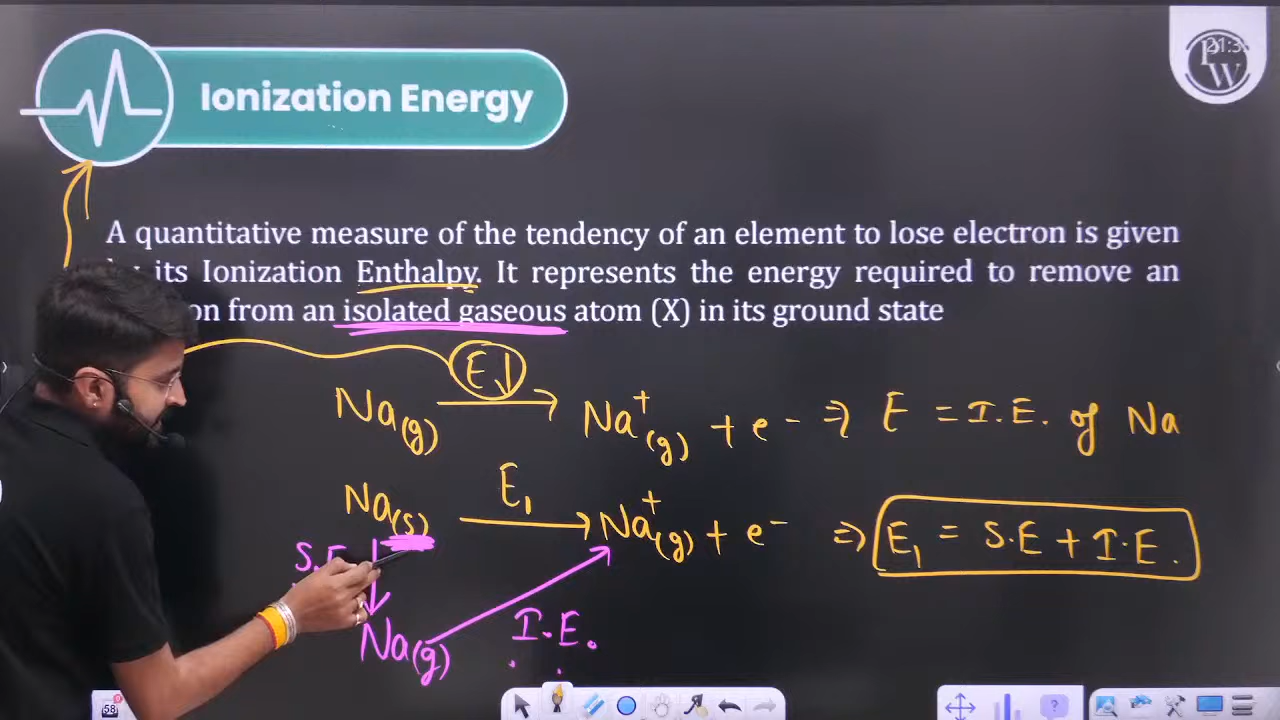 Ionization Energy
PW
A quantitative measure of the tendency of an element to lose electron is given
its Ionization Enthalpy. It represents the energy required to remove an
on from an isolated gaseous atom (X) in its ground state
E↓
Na(g) → Na⁺(g) + e⁻ ⇒ E = I.E. of Na
E₁
Na(s) → Na⁺(g) + e⁻ ⇒ E₁ = S.E + I.E.
S.E
I.E.
Na(g)
58